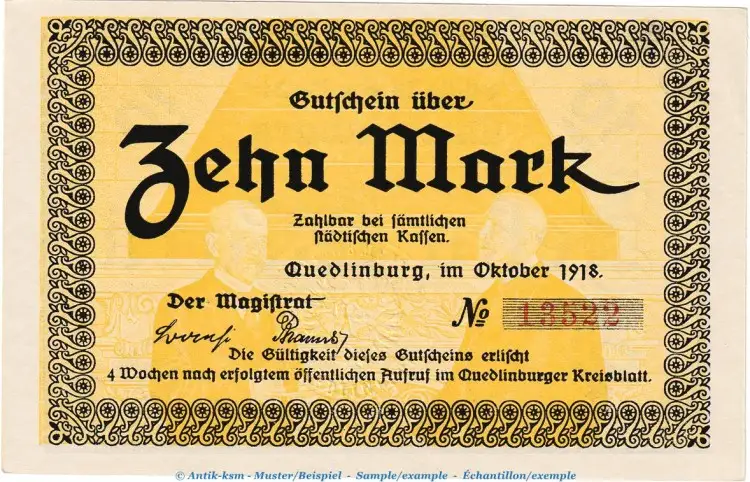 Gutschein über
Zehn Mark
Zahlbar bei sämtlichen
städtischen Kassen.
Quedlinburg, im Oktober 1918.
Der Magistrat
№ 13522
Die Gültigkeit dieses Gutscheins erlischt
4 Wochen nach erfolgtem öffentlichen Aufruf im Quedlinburger Kreisblatt.
© Antik-ksm - Muster/Beispiel - Sample/example - Échantillon/exemple